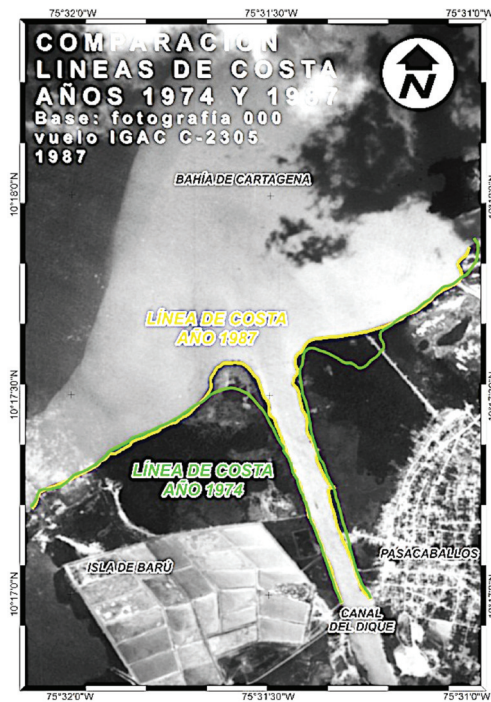 75°32'0"W 75°31'30"W 75°31'0"W
COMPARACIÓN
LINEAS DE COSTA
AÑOS 1974 Y 1987
Base: fotografía 000
vuelo IGAC C-2305
1987
N
BAHÍA DE CARTAGENA
10°18'0"N
LÍNEA DE COSTA
AÑO 1987
10°17'30"N
LÍNEA DE COSTA
AÑO 1974
ISLA DE BARÚ
PASACABALLOS
10°17'0"N
CANAL
DEL DIQUE
75°32'0"W 75°31'30"W 75°31'0"W